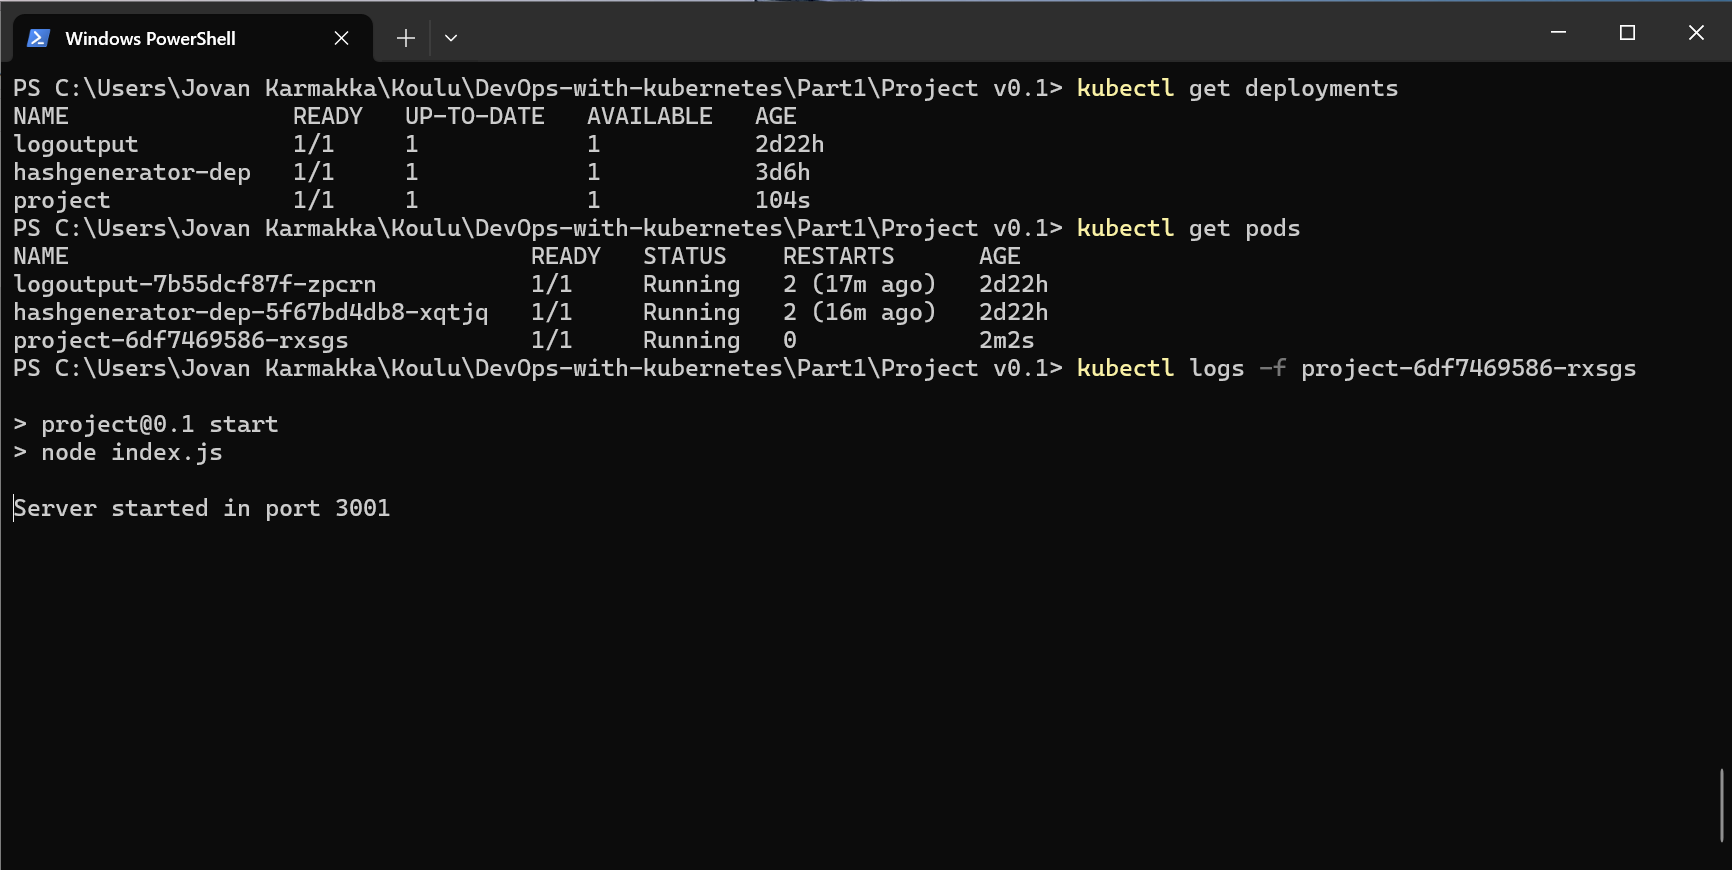 Windows PowerShell
PS C:\Users\Jovan Karmakka\Koulu\DevOps-with-kubernetes\Part1\Project v0.1> kubectl get deployments
NAME                READY   UP-TO-DATE   AVAILABLE   AGE
logoutput           1/1     1            1           2d22h
hashgenerator-dep   1/1     1            1           3d6h
project             1/1     1            1           104s
PS C:\Users\Jovan Karmakka\Koulu\DevOps-with-kubernetes\Part1\Project v0.1> kubectl get pods
NAME                                 READY   STATUS    RESTARTS      AGE
logoutput-7b55dcf87f-zpcrn           1/1     Running   2 (17m ago)   2d22h
hashgenerator-dep-5f67bd4db8-xqtjq   1/1     Running   2 (16m ago)   2d22h
project-6df7469586-rxsgs             1/1     Running   0             2m2s
PS C:\Users\Jovan Karmakka\Koulu\DevOps-with-kubernetes\Part1\Project v0.1> kubectl logs -f project-6df7469586-rxsgs
> project@0.1 start
> node index.js
Server started in port 3001